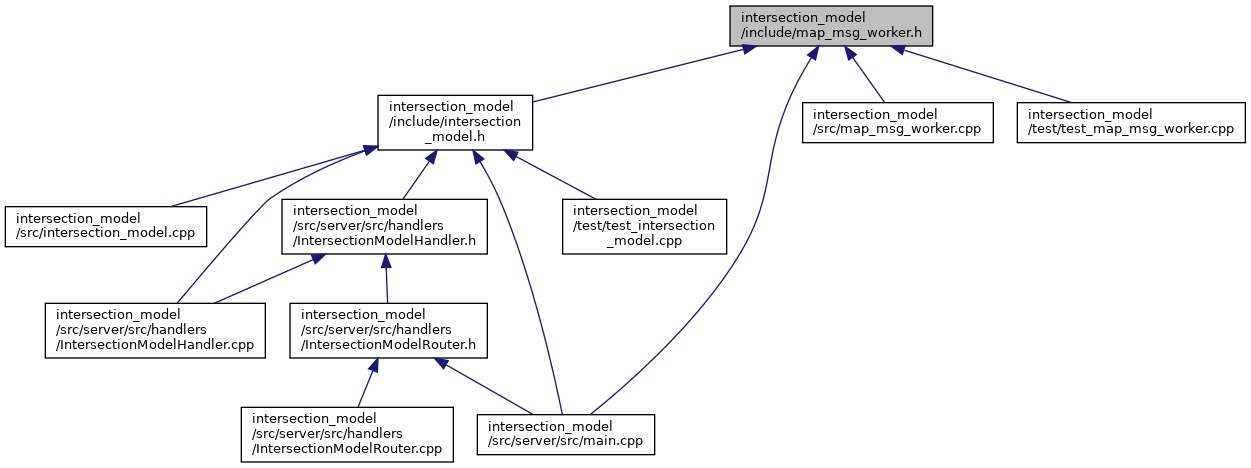 intersection_model
/include/map_msg_worker.h
intersection_model
/include/intersection
_model.h
intersection_model
/src/map_msg_worker.cpp
intersection_model
/test/test_map_msg_worker.cpp
intersection_model
/src/intersection_model.cpp
intersection_model
/src/server/src/handlers
/IntersectionModelHandler.h
intersection_model
/test/test_intersection
_model.cpp
intersection_model
/src/server/src/handlers
/IntersectionModelHandler.cpp
intersection_model
/src/server/src/handlers
/IntersectionModelRouter.h
intersection_model
/src/server/src/handlers
/IntersectionModelRouter.cpp
intersection_model
/src/server/src/main.cpp